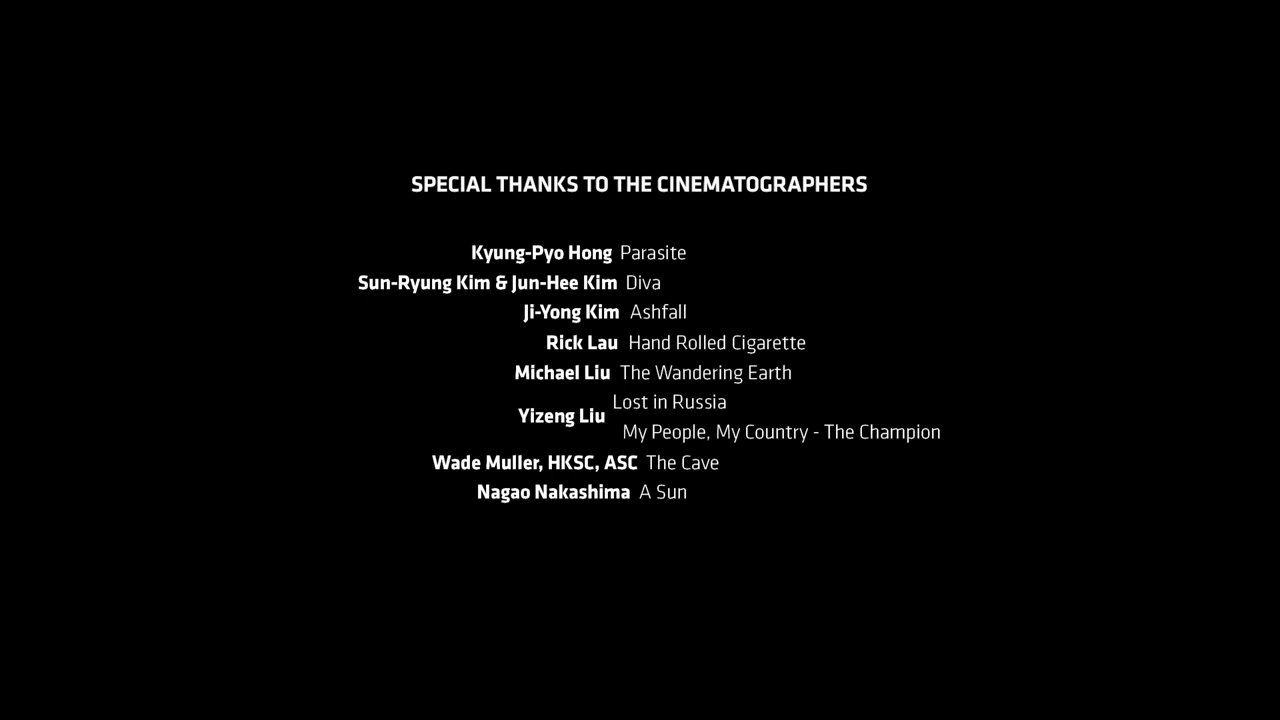 SPECIAL THANKS TO THE CINEMATOGRAPHERS
Kyung-Pyo Hong Parasite
Sun-Ryung Kim & Jun-Hee Kim Diva
Ji-Yong Kim Ashfall
Rick Lau Hand Rolled Cigarette
Michael Liu The Wandering Earth
Yizeng Liu Lost in Russia
My People, My Country - The Champion
Wade Muller, HKSC, ASC The Cave
Nagao Nakashima A Sun